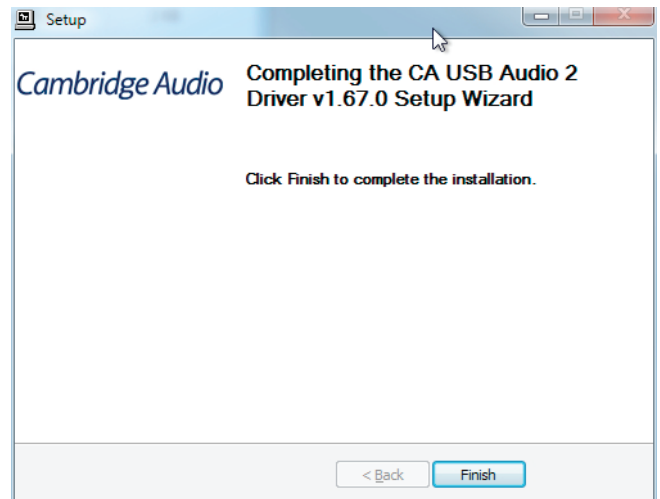 Setup
Cambridge Audio
Completing the CA USB Audio 2
Driver v1.67.0 Setup Wizard
Click Finish to complete the installation.
< Back
Finish